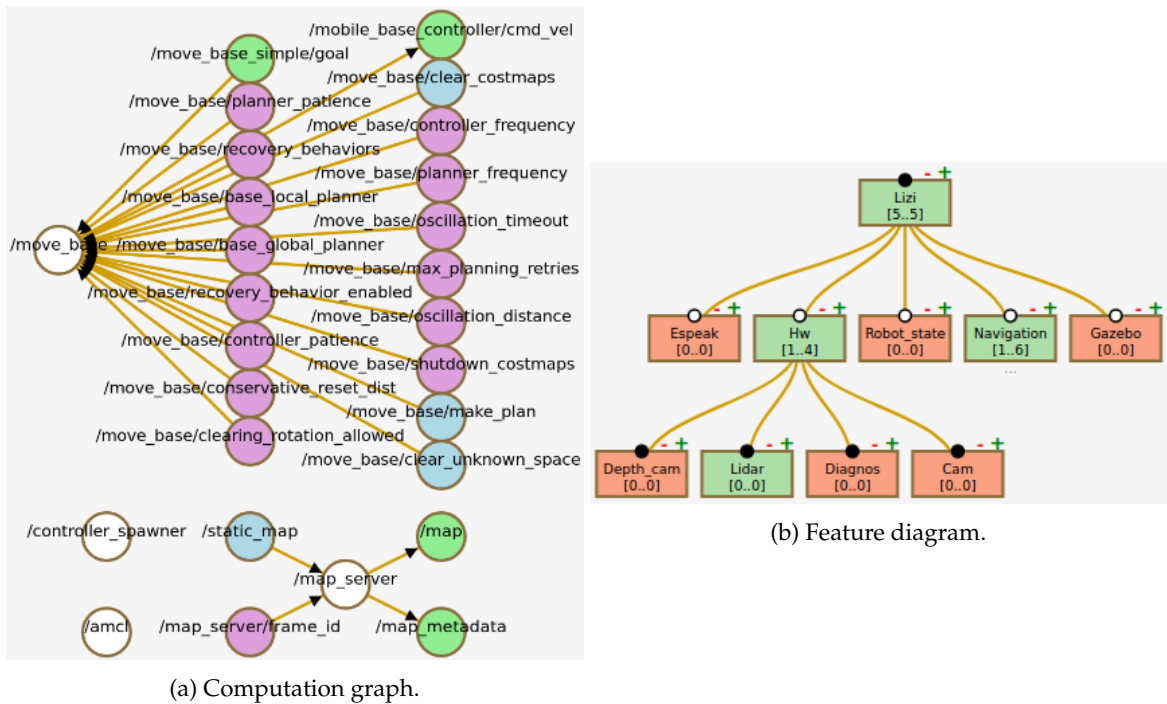 /mobile_base_controller/cmd_vel
/move_base_simple/goal
/move_base/clear_costmaps
/move_base/planner_patience
/move_base/controller_frequency
/move_base/recovery_behaviors
/move_base/planner_frequency
/move_base/base_local_planner
/move_base/oscillation_timeout
/move_base
/move_base/base_global_planner
/move_base/max_planning_retries
/move_base/recovery_behavior_enabled
/move_base/oscillation_distance
/move_base/controller_patience
/move_base/shutdown_costmaps
/move_base/conservative_reset_dist
/move_base/make_plan
/move_base/clearing_rotation_allowed
/move_base/clear_unknown_space
/controller_spawner
/static_map
/map
/map_server
/amcl
/map_server/frame_id
/map_metadata
(a) Computation graph.
- +
Lizi
[5..5]
- +
- +
- +
- +
- +
Espeak
[0..0]
Hw
[1..4]
Robot_state
[0..0]
Navigation
[1..6]
...
Gazebo
[0..0]
- +
- +
- +
- +
Depth_cam
[0..0]
Lidar
[0..0]
Diagnos
[0..0]
Cam
[0..0]
(b) Feature diagram.